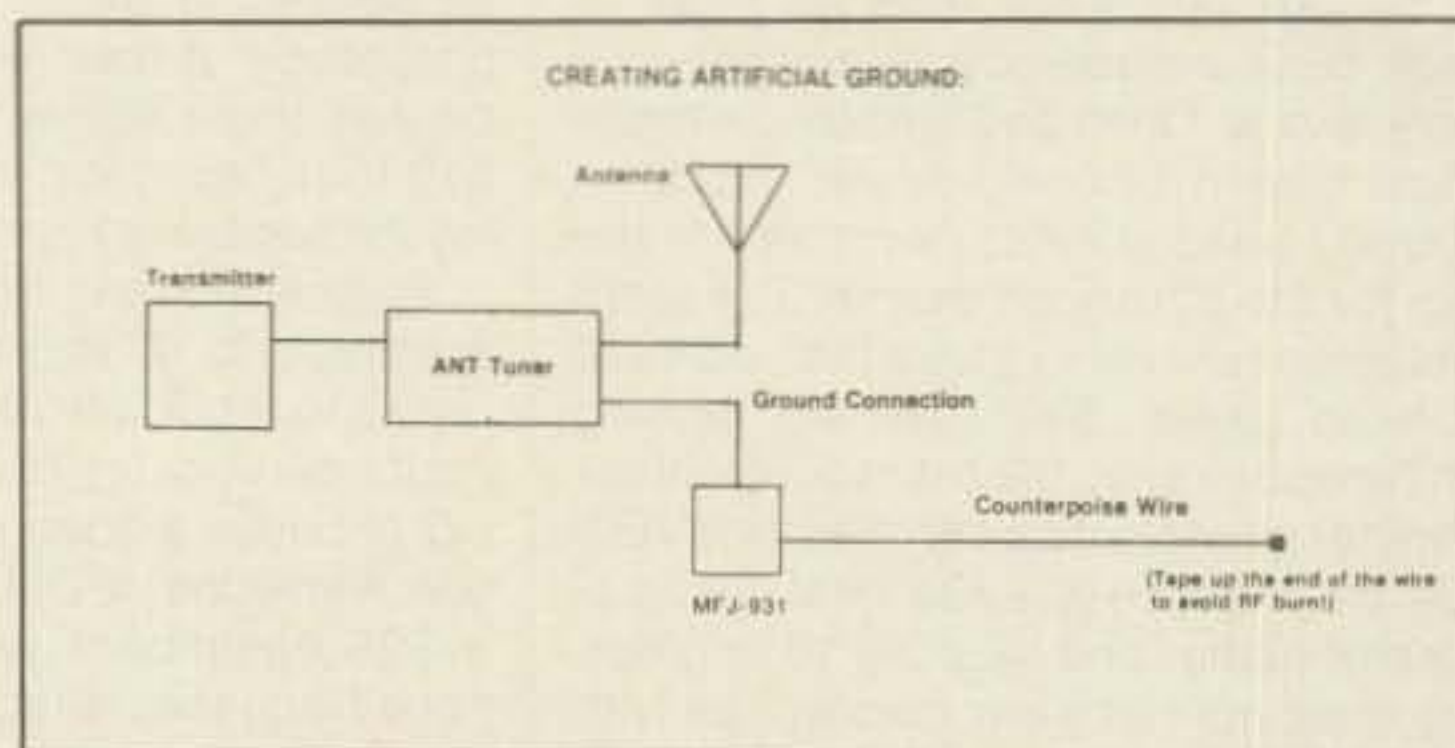 CREATING ARTIFICIAL GROUND:
Antenna
Transmitter
ANT Tuner
Ground Connection
Counterpoise Wire
(Tape up the end of the wire
to avoid RF burn!)
MFJ-931